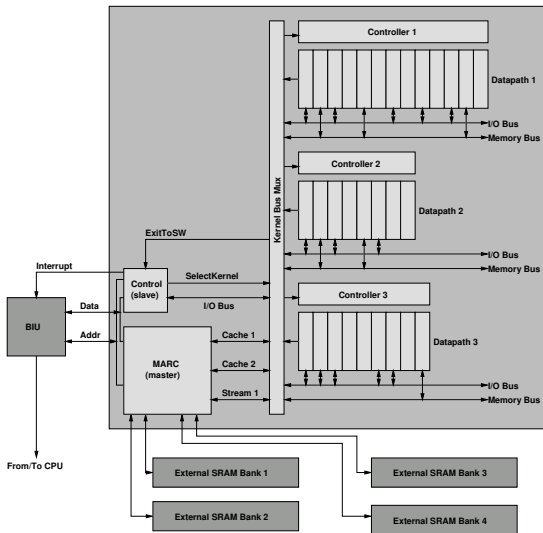 Controller 1
Datapath 1
I/O Bus
Memory Bus
Controller 2
Datapath 2
I/O Bus
Memory Bus
Kernel Bus Mux
ExitToSW
Interrupt
Control
(slave)
SelectKernel
I/O Bus
Data
BIU
Addr
MARC
(master)
Cache 1
Cache 2
Stream 1
Controller 3
Datapath 3
I/O Bus
Memory Bus
From/To CPU
External SRAM Bank 1
External SRAM Bank 3
External SRAM Bank 2
External SRAM Bank 4